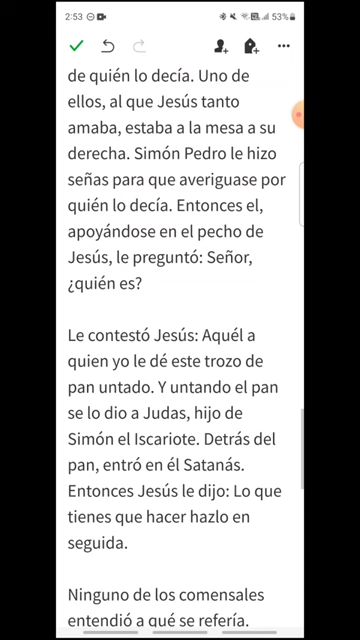 2:53
53%
de quién lo decía. Uno de
ellos, al que Jesús tanto
amaba, estaba a la mesa a su
derecha. Simón Pedro le hizo
señas para que averiguase por
quién lo decía. Entonces el,
apoyándose en el pecho de
Jesús, le preguntó: Señor,
¿quién es?
Le contestó Jesús: Aquél a
quien yo le dé este trozo de
pan untado. Y untando el pan
se lo dio a Judas, hijo de
Simón el Iscariote. Detrás del
pan, entró en él Satanás.
Entonces Jesús le dijo: Lo que
tienes que hacer hazlo en
seguida.
Ninguno de los comensales
entendió a qué se refería.